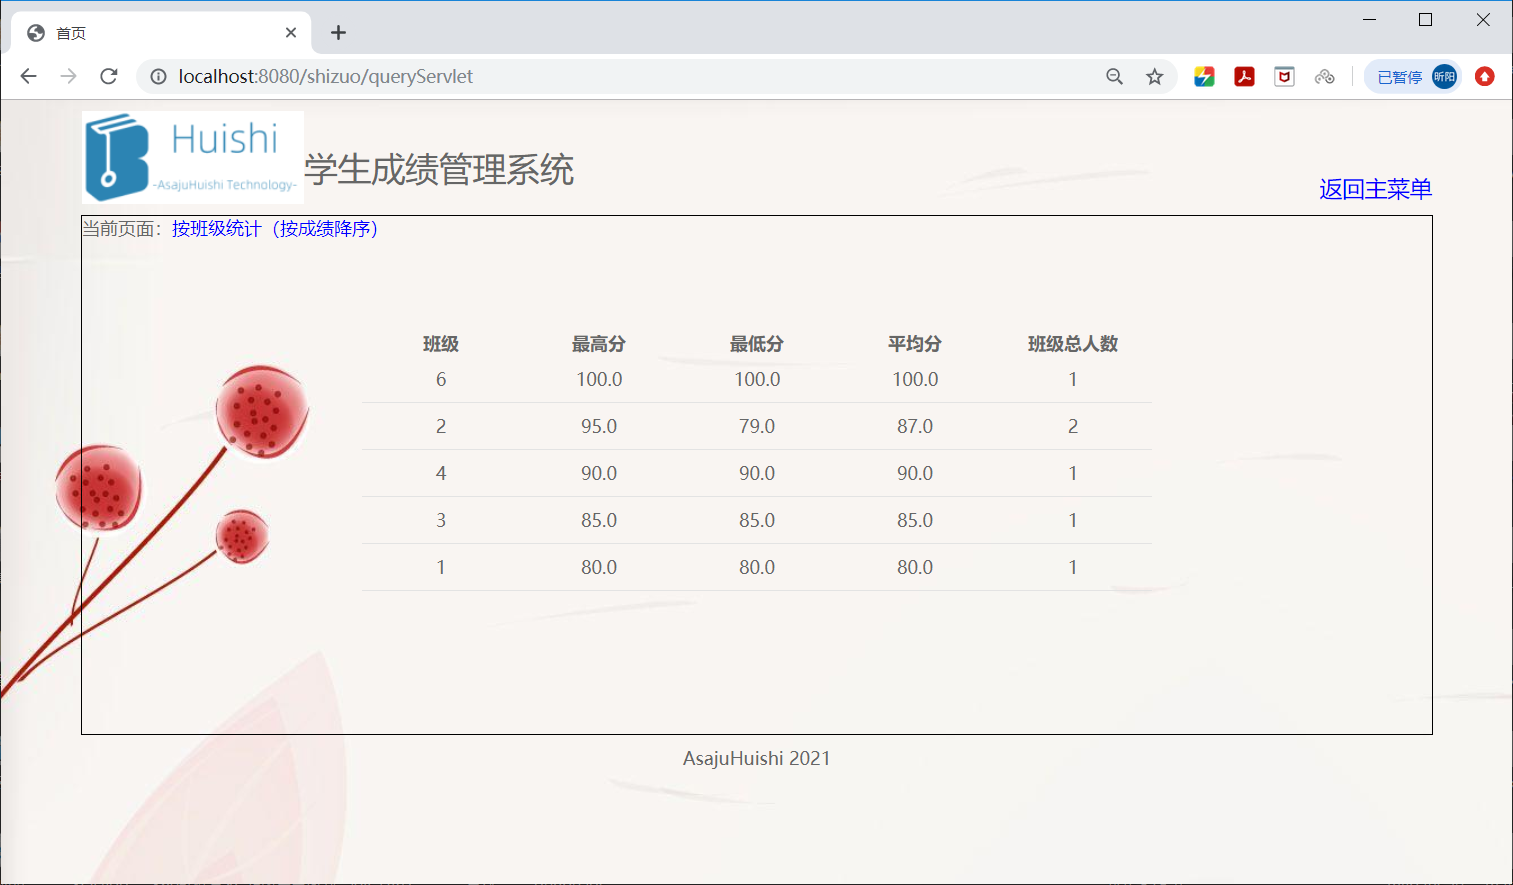 首页
localhost:8080/shizuo/queryServlet
已暂停
昕阳
Huishi
-AsajuHuishi Technology-
学生成绩管理系统
返回主菜单
当前页面：按班级统计（按成绩降序）
班级 最高分 最低分 平均分 班级总人数
6 100.0 100.0 100.0 1
2 95.0 79.0 87.0 2
4 90.0 90.0 90.0 1
3 85.0 85.0 85.0 1
1 80.0 80.0 80.0 1
AsajuHuishi 2021